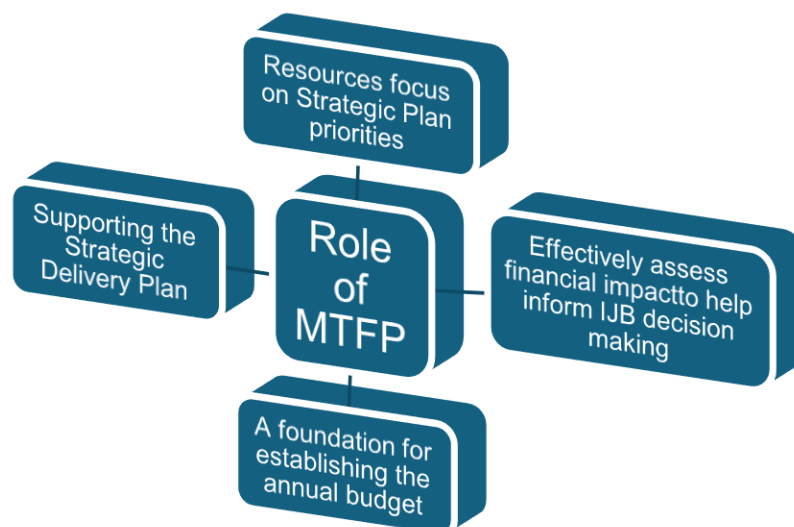 Resources focus
on Strategic Plan
priorities
Supporting the
Strategic
Delivery Plan
Role
of
MTFP
Effectively assess
financial impactto help
inform IJB decision
making
A foundation for
establishing the
annual budget